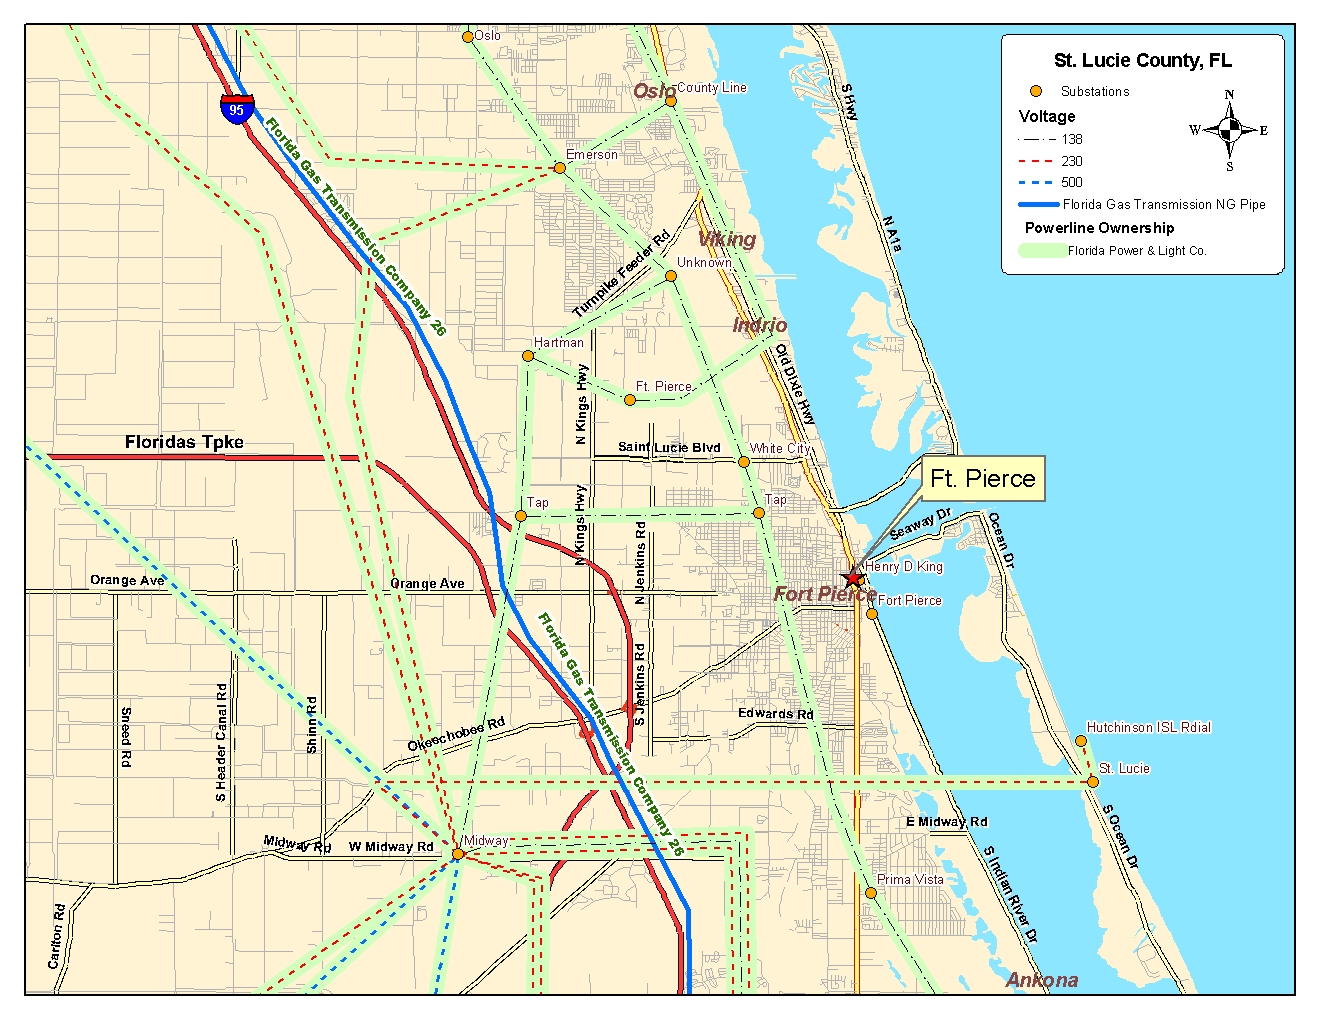 St. Lucie County, FL
Substations
Voltage
138
230
500
Florida Gas Transmission NG Pipe
Powerline Ownership
Florida Power & Light Co.
N
W
E
S
Oslo
Oslo
County Line
S Hwy
95
Florida Gas Transmission Company 26
Emerson
N A1a
Viking
Turnpike Feeder Rd
Unknown
Indrio
Hartman
Old Dixie Hwy
N Kings Hwy
Ft. Pierce
Floridas Tpke
Saint Lucie Blvd
White City
Ft. Pierce
Tap
Tap
N Kings Hwy
Seaway Dr
Ocean Dr
N Jenkins Rd
Henry D King
Orange Ave
Orange Ave
Fort Pierce
Fort Pierce
Florida Gas Transmission Company 26
S Jenkins Rd
Sneed Rd
S Header Canal Rd
Shinn Rd
Okeechobee Rd
Edwards Rd
Hutchinson ISL Rdial
St. Lucie
Midway Rd
W Midway Rd
Midway
E Midway Rd
S Ocean Dr
Prima Vista
S Indian River Dr
Carlton Rd
Ankona